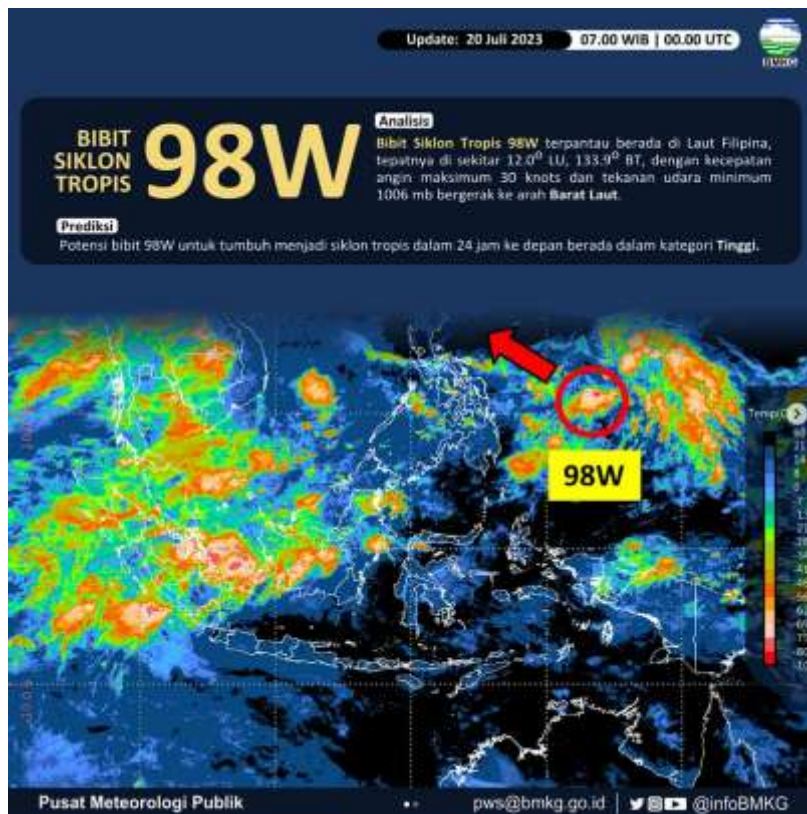 Update: 20 Juli 2023 07.00 WIB | 00.00 UTC
BMKG
BIBIT
SIKLON
TROPIS
98W
Analisis
Bibit Siklon Tropis 98W terpantau berada di Laut Filipina,
tepatnya di sekitar 12.0⁰ LU, 133.9⁰ BT, dengan kecepatan
angin maksimum 30 knots dan tekanan udara minimum
1006 mb bergerak ke arah Barat Laut.
Prediksi
Potensi bibit 98W untuk tumbuh menjadi siklon tropis dalam 24 jam ke depan berada dalam kategori Tinggi.
98W
Pusat Meteorologi Publik
pws@bmkg.go.id | @infoBMKG